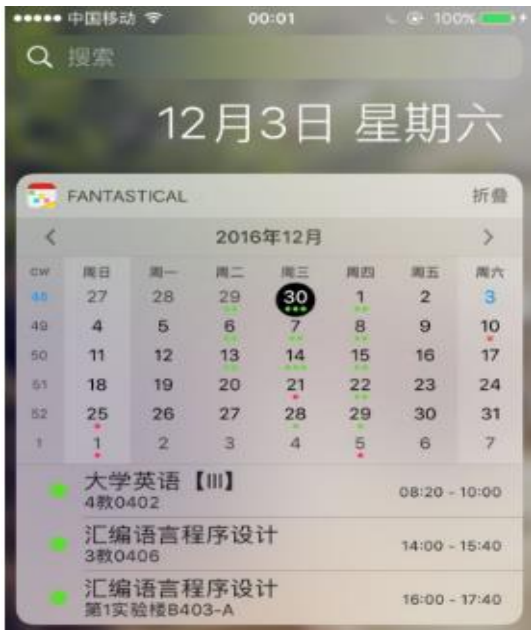 中国移动 00:01 100%
搜索
12月3日 星期六
FANTASTICAL 折叠
< 2016年12月 >
CW 周日 周一 周二 周三 周四 周五 周六
48 27 28 29 30 1 2 3
49 4 5 6 7 8 9 10
50 11 12 13 14 15 16 17
51 18 19 20 21 22 23 24
52 25 26 27 28 29 30 31
1 1 2 3 4 5 6 7
大学英语【III】
4教0402 08:20 - 10:00
汇编语言程序设计
3教0406 14:00 - 15:40
汇编语言程序设计
第1实验楼B403-A 16:00 - 17:40